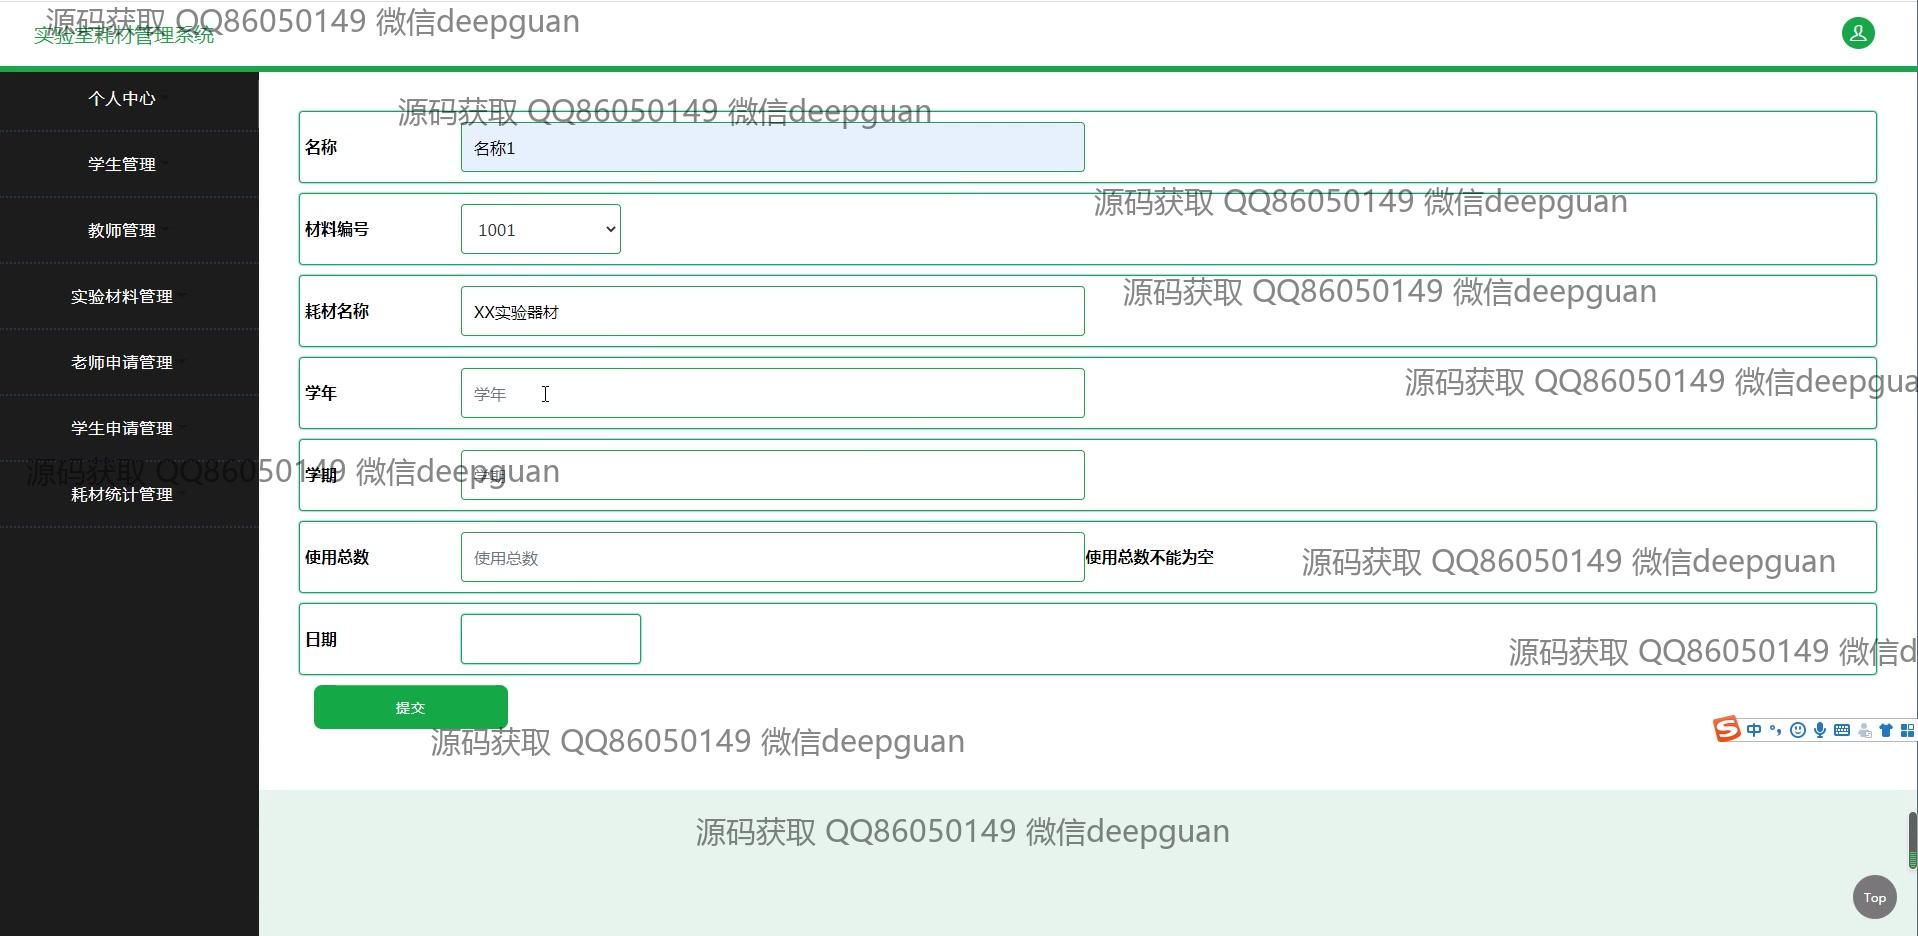 源码获取 QQ86050149 微信deepguan
实验室耗材管理系统
个人中心
学生管理
教师管理
实验材料管理
老师申请管理
学生申请管理
耗材统计管理
源码获取 QQ86050149 微信deepguan
名称 名称1
源码获取 QQ86050149 微信deepguan
材料编号 1001
源码获取 QQ86050149 微信deepguan
耗材名称 XX实验器材
源码获取 QQ86050149 微信deepgua
学年 学年
源码获取 QQ86050149 微信deepguan
学期 学期
使用总数 使用总数 使用总数不能为空
源码获取 QQ86050149 微信deepguan
日期
源码获取 QQ86050149 微信d
提交
源码获取 QQ86050149 微信deepguan
中
源码获取 QQ86050149 微信deepguan
Top